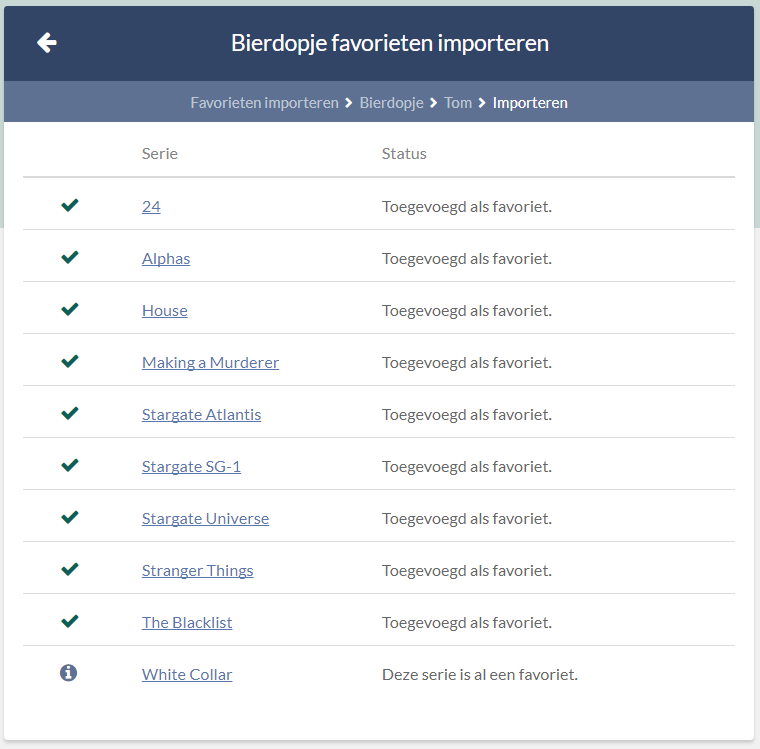 Bierdopje favorieten importeren
Favorieten importeren > Bierdopje > Tom > Importeren
Serie Status
24 Toegevoegd als favoriet.
Alphas Toegevoegd als favoriet.
House Toegevoegd als favoriet.
Making a Murderer Toegevoegd als favoriet.
Stargate Atlantis Toegevoegd als favoriet.
Stargate SG-1 Toegevoegd als favoriet.
Stargate Universe Toegevoegd als favoriet.
Stranger Things Toegevoegd als favoriet.
The Blacklist Toegevoegd als favoriet.
White Collar Deze serie is al een favoriet.